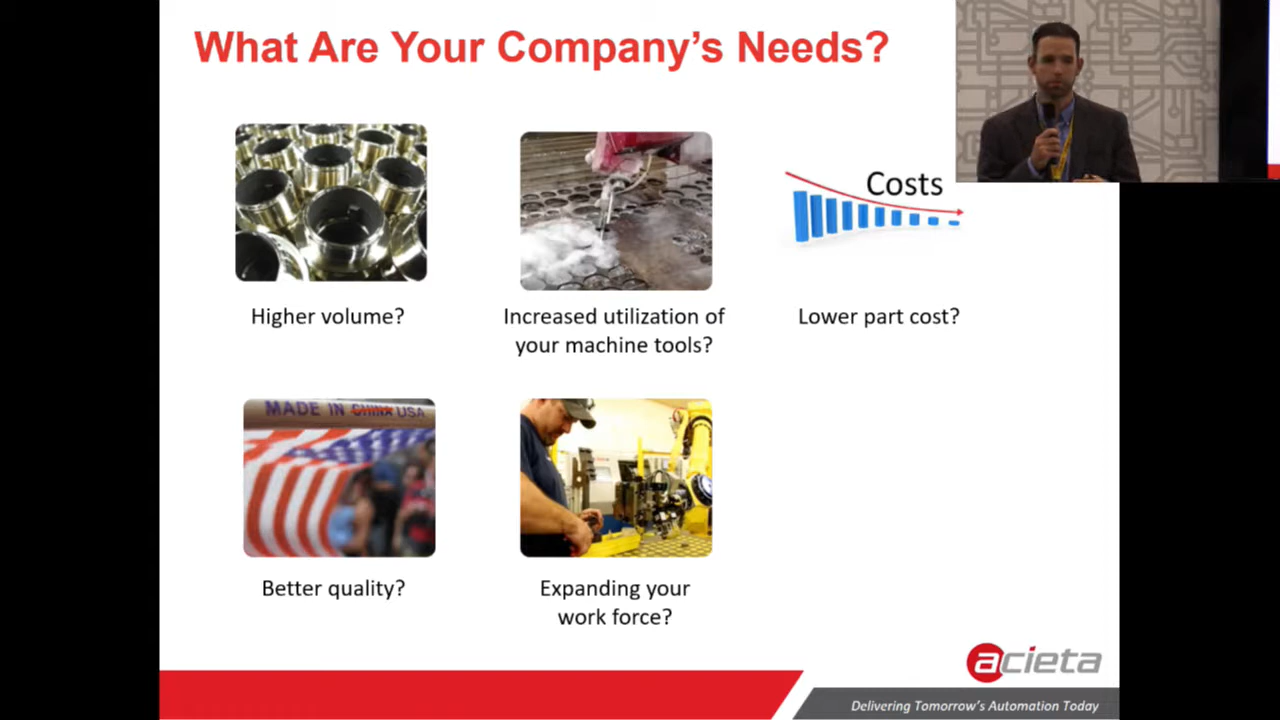 What Are Your Company's Needs?
Costs
Higher volume?
Increased utilization of
your machine tools?
Lower part cost?
MADE IN CHINA USA
Better quality?
Expanding your
work force?
acieta
Delivering Tomorrow's Automation Today